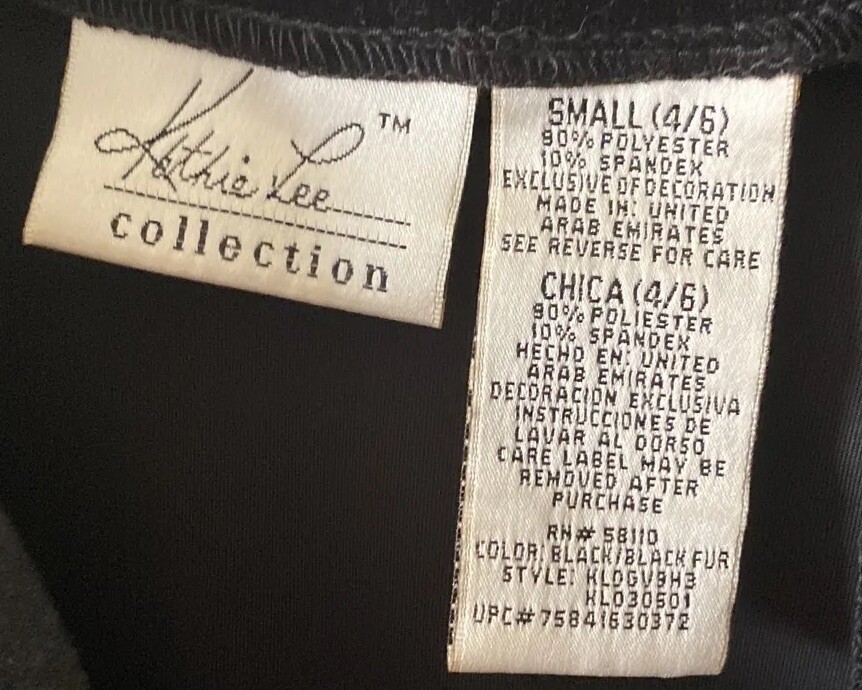 Kathie Lee ™
collection
SMALL (4/6)
90% POLYESTER
10% SPANDEX
EXCLUSIVE OF DECORATION
MADE IN: UNITED
ARAB EMIRATES
SEE REVERSE FOR CARE
CHICA (4/6)
90% POLIESTER
10% SPANDEX
HECHO EN: UNITED
ARAB EMIRATES
DECORACION EXCLUSIVA
INSTRUCCIONES DE
LAVAR AL DORSO
CARE LABEL MAY BE
REMOVED AFTER
PURCHASE
RN# 58110
COLOR: BLACK/BLACK FUR
STYLE: KLDGV9H3
KL030501
UPC# 75841630372